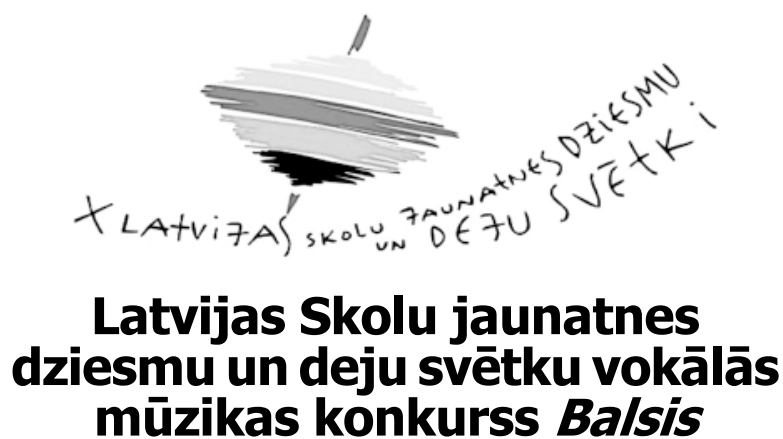 X LATVIJAS SKOLU JAUNATNES DZIESMU
UN DEJU SVĒTKI
Latvijas Skolu jaunatnes
dziesmu un deju svētku vokālās
mūzikas konkurss Balsis